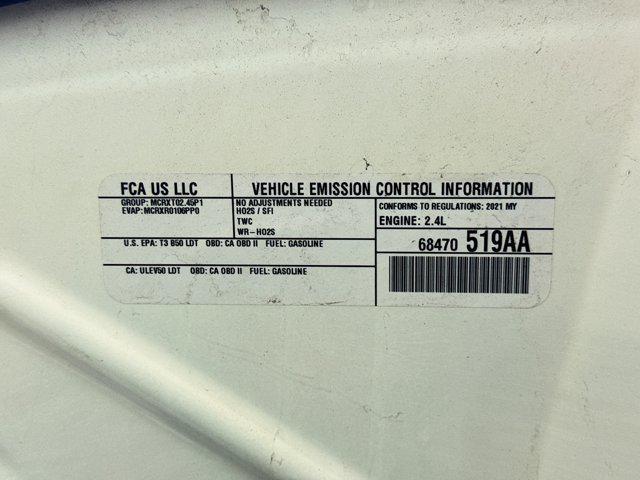 FCA US LLC
VEHICLE EMISSION CONTROL INFORMATION
GROUP: MCRXT02.45P1
EVAP: MCRXR0106PP0
NO ADJUSTMENTS NEEDED
HO2S / SFI
TWC
WR-HO2S
CONFORMS TO REGULATIONS: 2021 MY
ENGINE: 2.4L
U.S. EPA: T3 B50 LDT OBD: CA OBD II FUEL: GASOLINE
68470 519AA
CA: ULEV50 LDT OBD: CA OBD II FUEL: GASOLINE